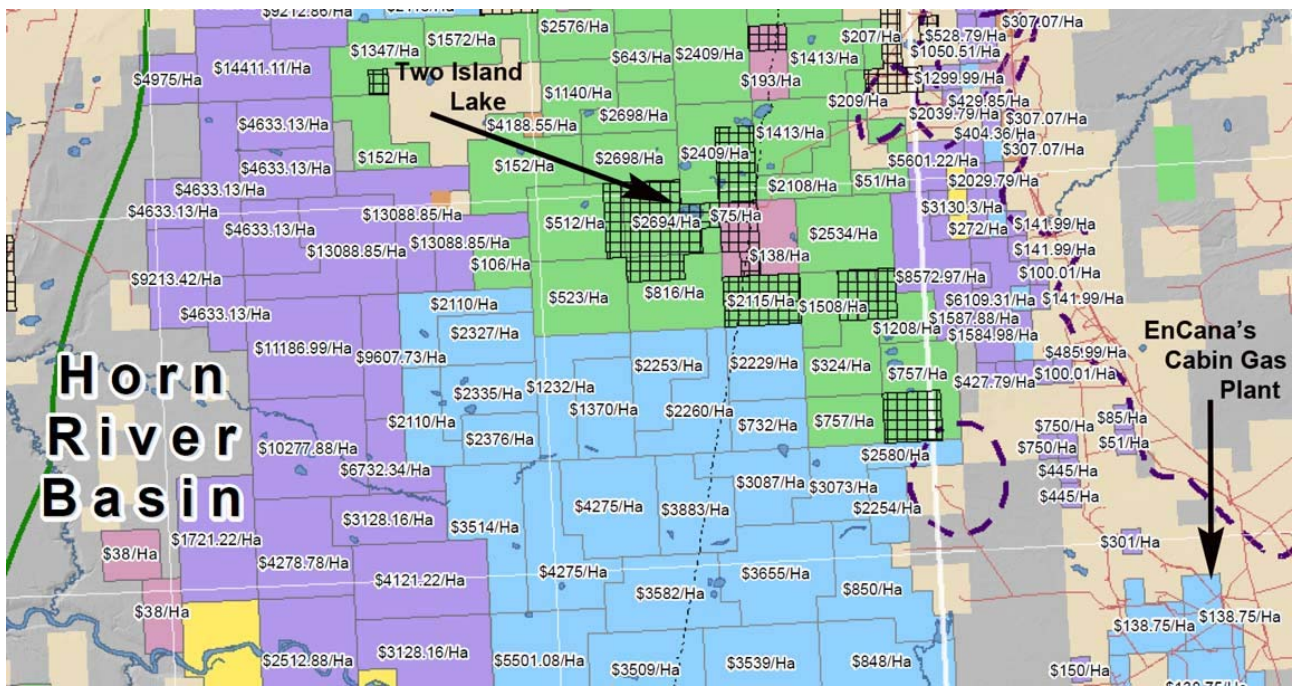 $9212.86/Ha
$2576/Ha
$207/Ha
$307.07/Ha
$1572/Ha
$528.79/Ha
$1347/Ha
$643/Ha
$2409/Ha
$1413/Ha
$1050.51/Ha
$14411.11/Ha
$4975/Ha
Two Island
Lake
$193/Ha
$1299.99/Ha
$1140/Ha
$209/Ha
$429.85/Ha
$2698/Ha
$2039.79/Ha
$307.07/Ha
$4633.13/Ha
$4188.55/Ha
$1413/Ha
$404.36/Ha
$307.07/Ha
$152/Ha
$152/Ha
$2698/Ha
$2409/Ha
$5601.22/Ha
$4633.13/Ha
$51/Ha
$2029.79/Ha
$4633.13/Ha
$2108/Ha
$4633.13/Ha
$13088.85/Ha
$3130.3/Ha
$4633.13/Ha
$512/Ha
$2694/Ha
$75/Ha
$2534/Ha
$272/Ha
$141.99/Ha
$13088.85/Ha
$13088.85/Ha
$106/Ha
$138/Ha
$141.99/Ha
$9213.42/Ha
$8572.97/Ha
$100.01/Ha
$816/Ha
$523/Ha
$2110/Ha
$2115/Ha
$1508/Ha
$6109.31/Ha
$141.99/Ha
$4633.13/Ha
$1587.88/Ha
$2327/Ha
$1208/Ha
$1584.98/Ha
EnCana's
Cabin Gas
Plant
$11186.99/Ha
$9607.73/Ha
$2253/Ha
$2229/Ha
$324/Ha
$757/Ha
$485.99/Ha
$100.01/Ha
$427.79/Ha
Horn
River
Basin
$2335/Ha
$1232/Ha
$1370/Ha
$2260/Ha
$2110/Ha
$732/Ha
$757/Ha
$85/Ha
$750/Ha
$2376/Ha
$51/Ha
$750/Ha
$10277.88/Ha
$2580/Ha
$6732.34/Ha
$445/Ha
$3087/Ha
$3073/Ha
$445/Ha
$4275/Ha
$3883/Ha
$2254/Ha
$3128.16/Ha
$3514/Ha
$1721.22/Ha
$301/Ha
$38/Ha
$4278.78/Ha
$4275/Ha
$3655/Ha
$4121.22/Ha
$3582/Ha
$850/Ha
$38/Ha
$138.75/Ha
$138.75/Ha
$3128.16/Ha
$2512.88/Ha
$5501.08/Ha
$3509/Ha
$3539/Ha
$848/Ha
$150/Ha